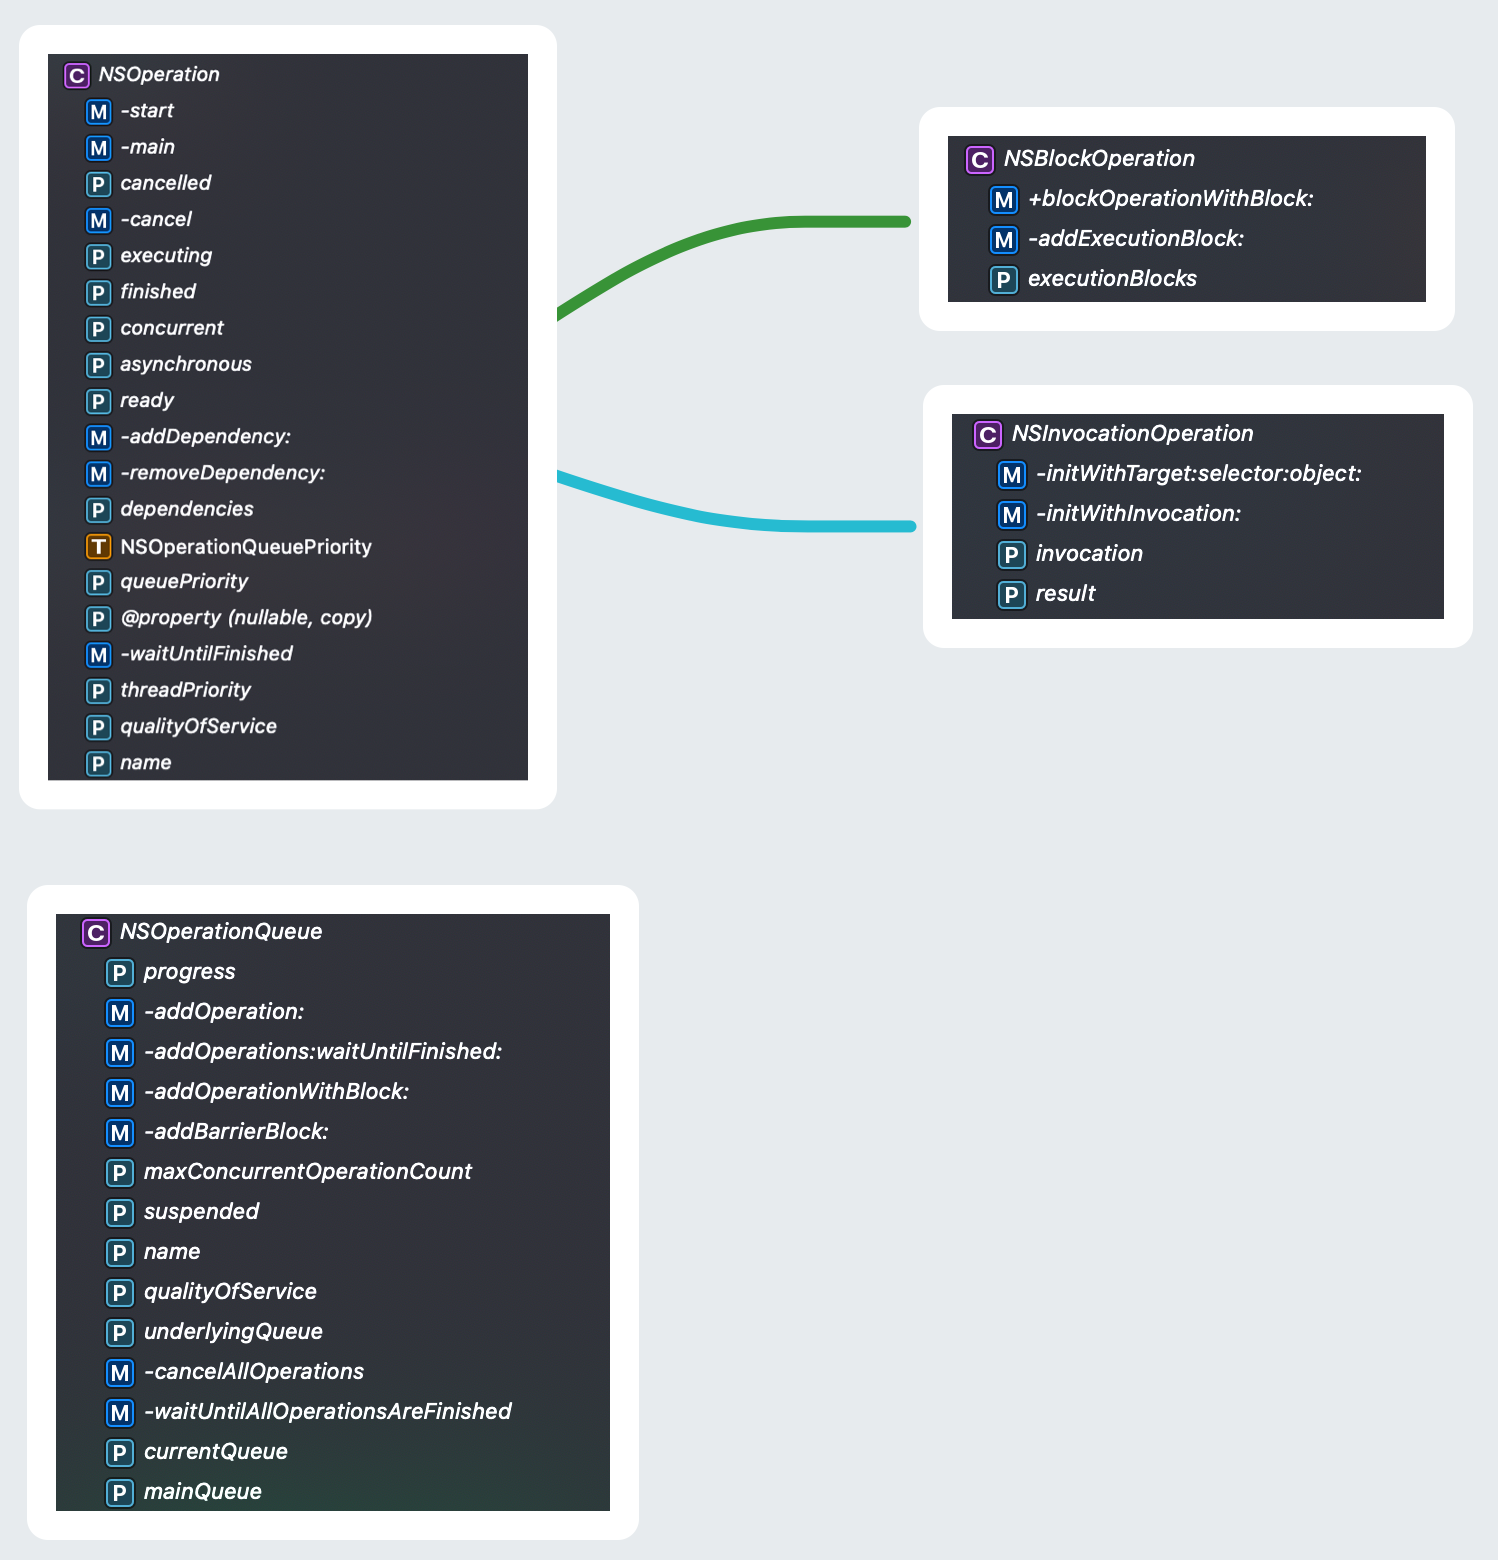 C NSOperation
M -start
M -main
P cancelled
M -cancel
P executing
P finished
P concurrent
P asynchronous
P ready
M -addDependency:
M -removeDependency:
P dependencies
T NSOperationQueuePriority
P queuePriority
P @property (nullable, copy)
M -waitUntilFinished
P threadPriority
P qualityOfService
P name
C NSBlockOperation
M +blockOperationWithBlock:
M -addExecutionBlock:
P executionBlocks
C NSInvocationOperation
M -initWithTarget:selector:object:
M -initWithInvocation:
P invocation
P result
C NSOperationQueue
P progress
M -addOperation:
M -addOperations:waitUntilFinished:
M -addOperationWithBlock:
M -addBarrierBlock:
P maxConcurrentOperationCount
P suspended
P name
P qualityOfService
P underlyingQueue
M -cancelAllOperations
M -waitUntilAllOperationsAreFinished
P currentQueue
P mainQueue